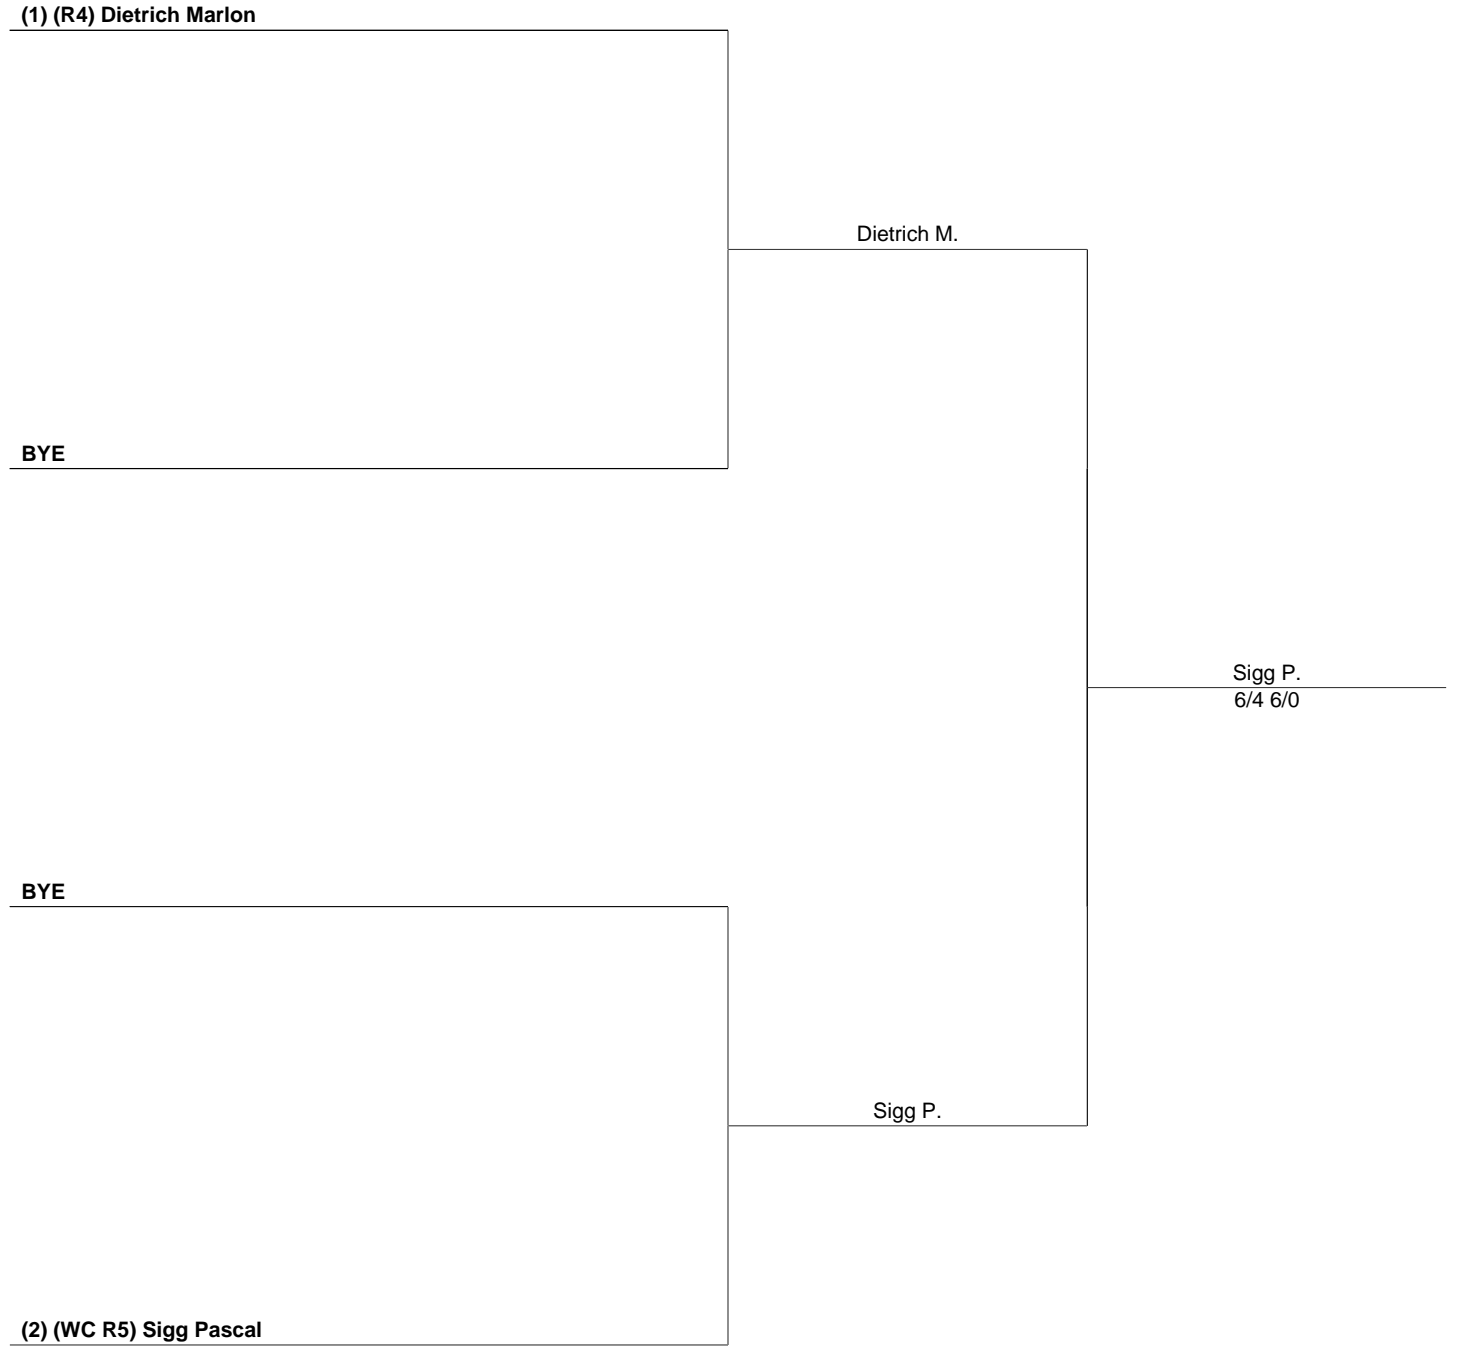 (1) (R4) Dietrich Marlon
Dietrich M.
BYE
Sigg P.
6/4 6/0
BYE
Sigg P.
(2) (WC R5) Sigg Pascal